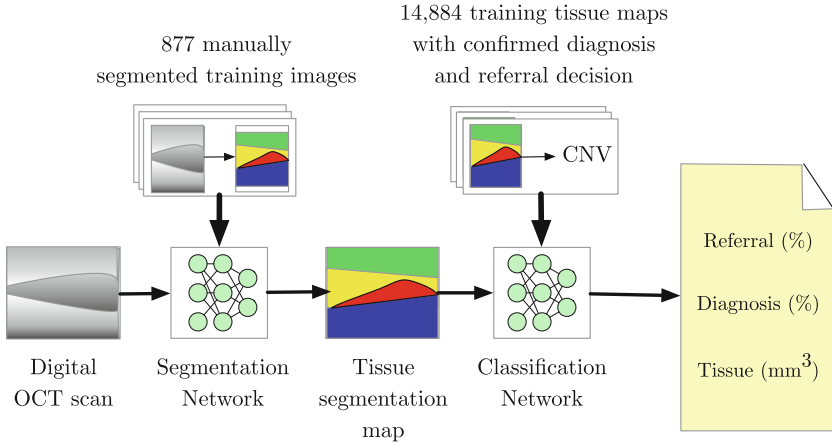 877 manually
segmented training images
14,884 training tissue maps
with confirmed diagnosis
and referral decision
CNV
Referral (%)
Diagnosis (%)
Tissue (mm³)
Digital
OCT scan
Segmentation
Network
Tissue
segmentation
map
Classification
Network